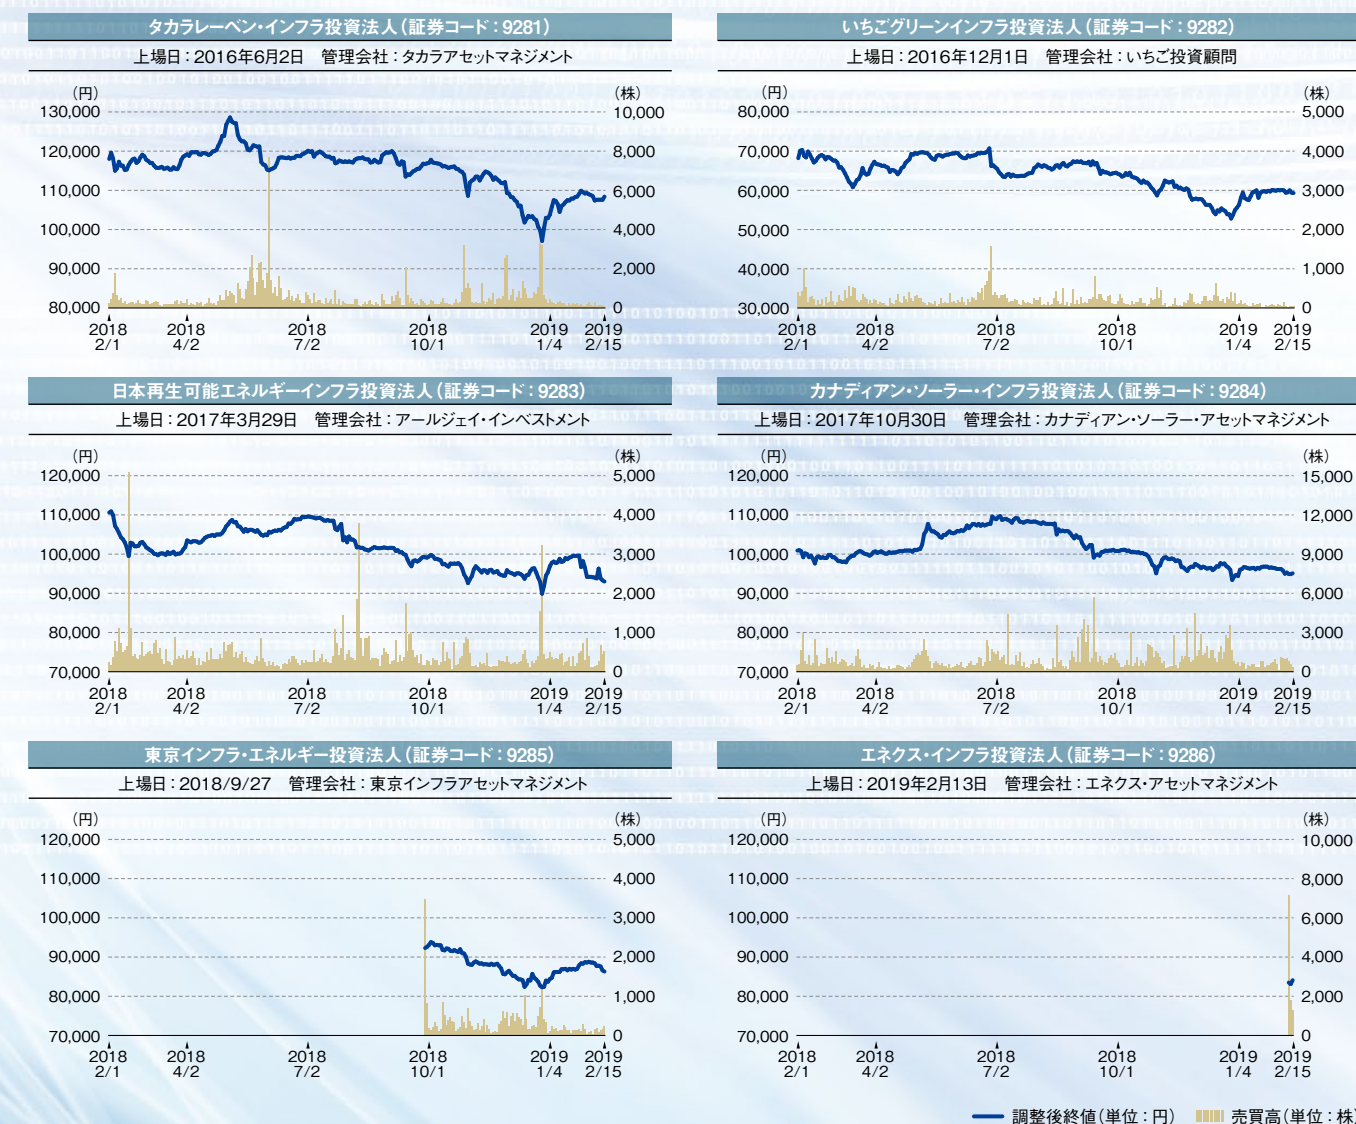 タカラレーベン・インフラ投資法人（証券コード：9281）
上場日：2016年6月2日　管理会社：タカラアセットマネジメント
（円）　（株）
130,000　10,000
120,000　8,000
110,000　6,000
100,000　4,000
90,000　2,000
80,000　0
2018　2018　2018　2018　2019　2019
2/1　4/2　7/2　10/1　1/4　2/15
いちごグリーンインフラ投資法人（証券コード：9282）
上場日：2016年12月1日　管理会社：いちご投資顧問
（円）　（株）
80,000　5,000
70,000　4,000
60,000　3,000
50,000　2,000
40,000　1,000
30,000　0
2018　2018　2018　2018　2019　2019
2/1　4/2　7/2　10/1　1/4　2/15
日本再生可能エネルギーインフラ投資法人（証券コード：9283）
上場日：2017年3月29日　管理会社：アールジェイ・インベストメント
（円）　（株）
120,000　5,000
110,000　4,000
100,000　3,000
90,000　2,000
80,000　1,000
70,000　0
2018　2018　2018　2018　2019　2019
2/1　4/2　7/2　10/1　1/4　2/15
カナディアン・ソーラー・インフラ投資法人（証券コード：9284）
上場日：2017年10月30日　管理会社：カナディアン・ソーラー・アセットマネジメント
（円）　（株）
120,000　15,000
110,000　12,000
100,000　9,000
90,000　6,000
80,000　3,000
70,000　0
2018　2018　2018　2018　2019　2019
2/1　4/2　7/2　10/1　1/4　2/15
東京インフラ・エネルギー投資法人（証券コード：9285）
上場日：2018/9/27　管理会社：東京インフラアセットマネジメント
（円）　（株）
120,000　5,000
110,000　4,000
100,000　3,000
90,000　2,000
80,000　1,000
70,000　0
2018　2018　2018　2018　2019　2019
2/1　4/2　7/2　10/1　1/4　2/15
エネクス・インフラ投資法人（証券コード：9286）
上場日：2019年2月13日　管理会社：エネクス・アセットマネジメント
（円）　（株）
120,000　10,000
110,000　8,000
100,000　6,000
90,000　4,000
80,000　2,000
70,000　0
2018　2018　2018　2018　2019　2019
2/1　4/2　7/2　10/1　1/4　2/15
調整後終値（単位：円）　売買高（単位：株）